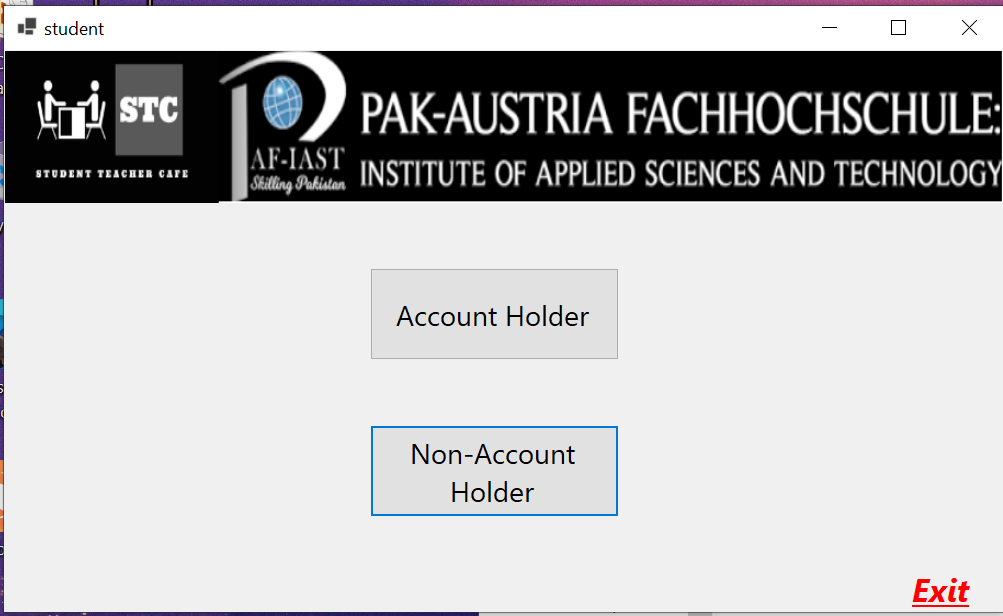 student
STC
STUDENT TEACHER CAFE
AF-IAST
Skilling Pakistan
PAK-AUSTRIA FACHHOCHSCHULE:
INSTITUTE OF APPLIED SCIENCES AND TECHNOLOGY
Account Holder
Non-Account
Holder
Exit